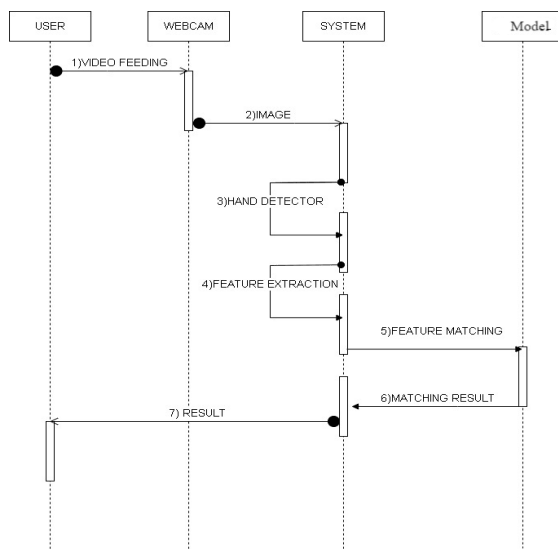 USER
WEBCAM
SYSTEM
Model
1)VIDEO FEEDING
2)IMAGE
3)HAND DETECTOR
4)FEATURE EXTRACTION
5)FEATURE MATCHING
6)MATCHING RESULT
7) RESULT